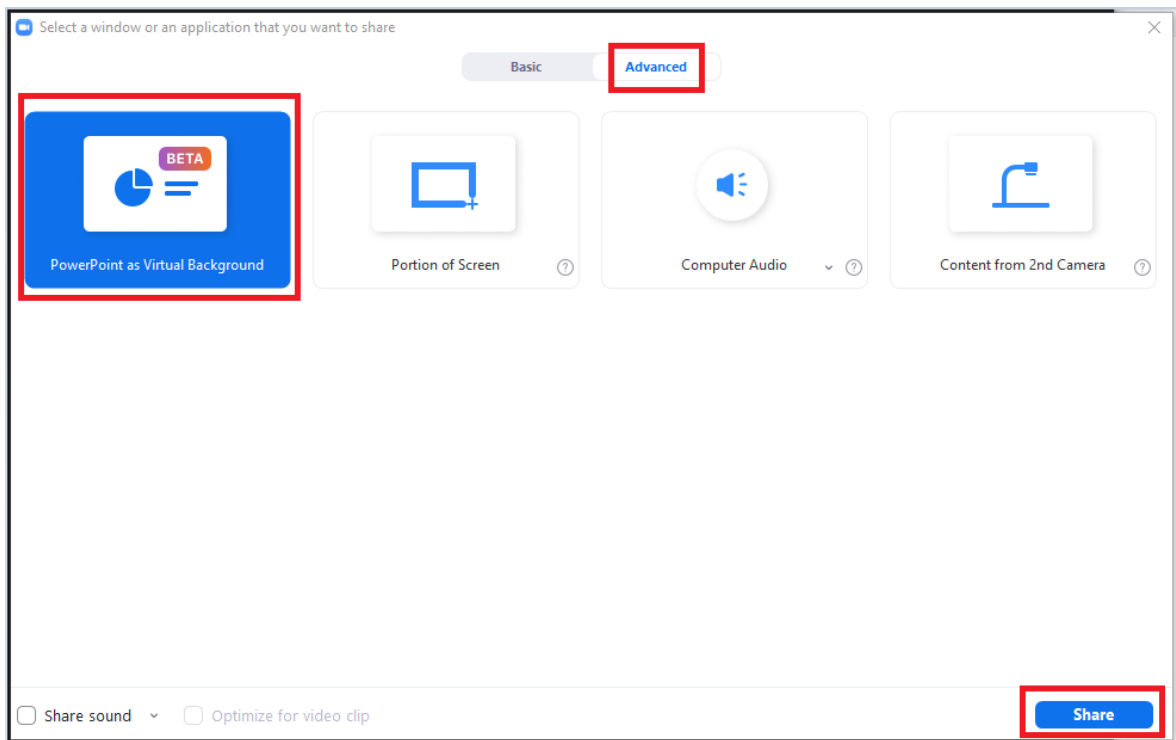 Select a window or an application that you want to share
Basic
Advanced
BETA
PowerPoint as Virtual Background
Portion of Screen
?
Computer Audio
?
Content from 2nd Camera
?
Share sound
Optimize for video clip
Share